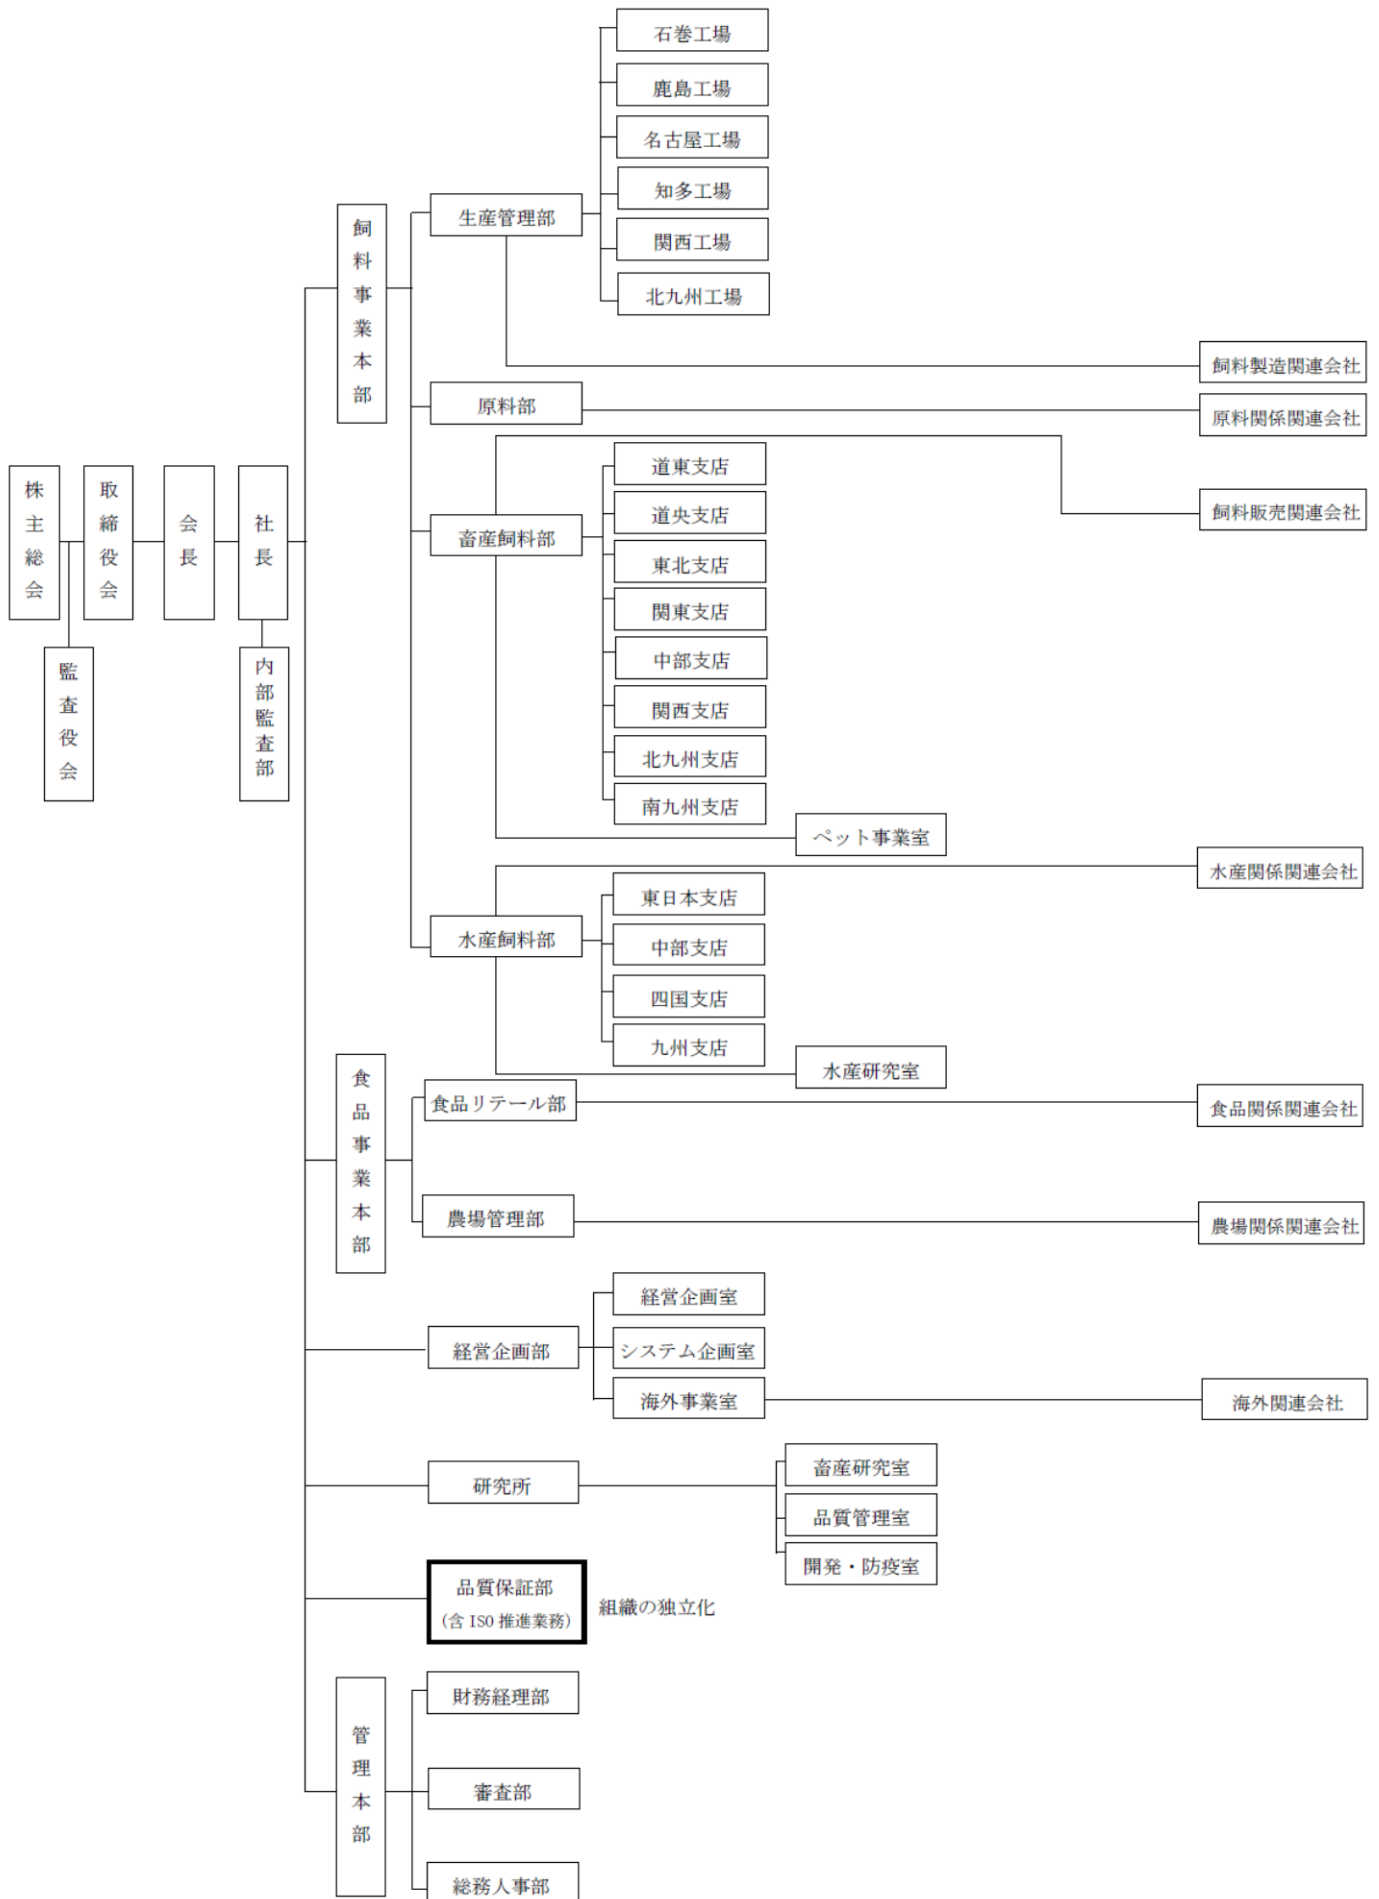 株主総会
取締役会
会長
社長
監査役会
内部監査部
飼料事業本部
生産管理部
石巻工場
鹿島工場
名古屋工場
知多工場
関西工場
北九州工場
飼料製造関連会社
原料部
原料関係関連会社
畜産飼料部
道東支店
道央支店
東北支店
関東支店
中部支店
関西支店
北九州支店
南九州支店
飼料販売関連会社
ペット事業室
水産飼料部
水産関係関連会社
東日本支店
中部支店
四国支店
九州支店
水産研究室
食品事業本部
食品リテール部
食品関係関連会社
農場管理部
農場関係関連会社
経営企画部
経営企画室
システム企画室
海外事業室
海外関連会社
研究所
畜産研究室
品質管理室
開発・防疫室
品質保証部
(含 ISO 推進業務)
組織の独立化
管理本部
財務経理部
審査部
総務人事部